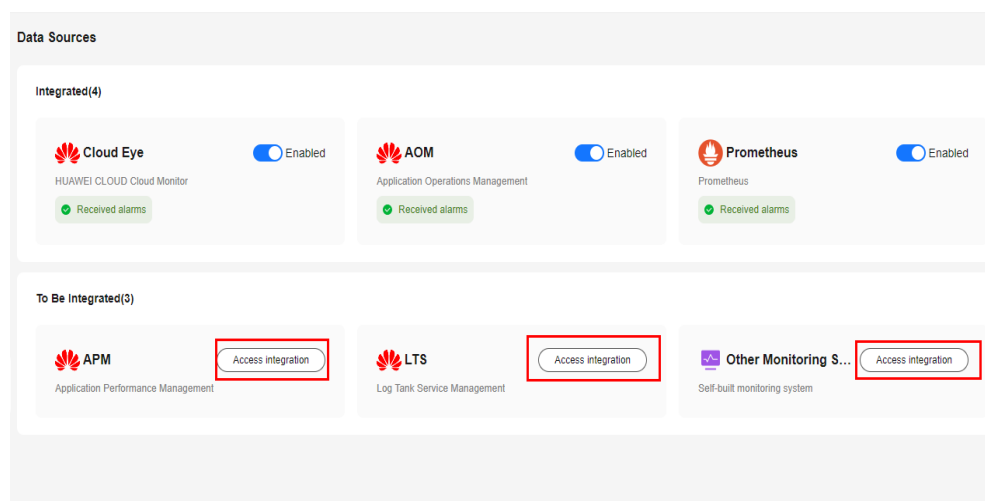 Data Sources
Integrated(4)
Cloud Eye Enabled
HUAWEI CLOUD Cloud Monitor
Received alarms
AOM Enabled
Application Operations Management
Received alarms
Prometheus Enabled
Prometheus
Received alarms
To Be Integrated(3)
APM Access integration
Application Performance Management
LTS Access integration
Log Tank Service Management
Other Monitoring S... Access integration
Self-built monitoring system